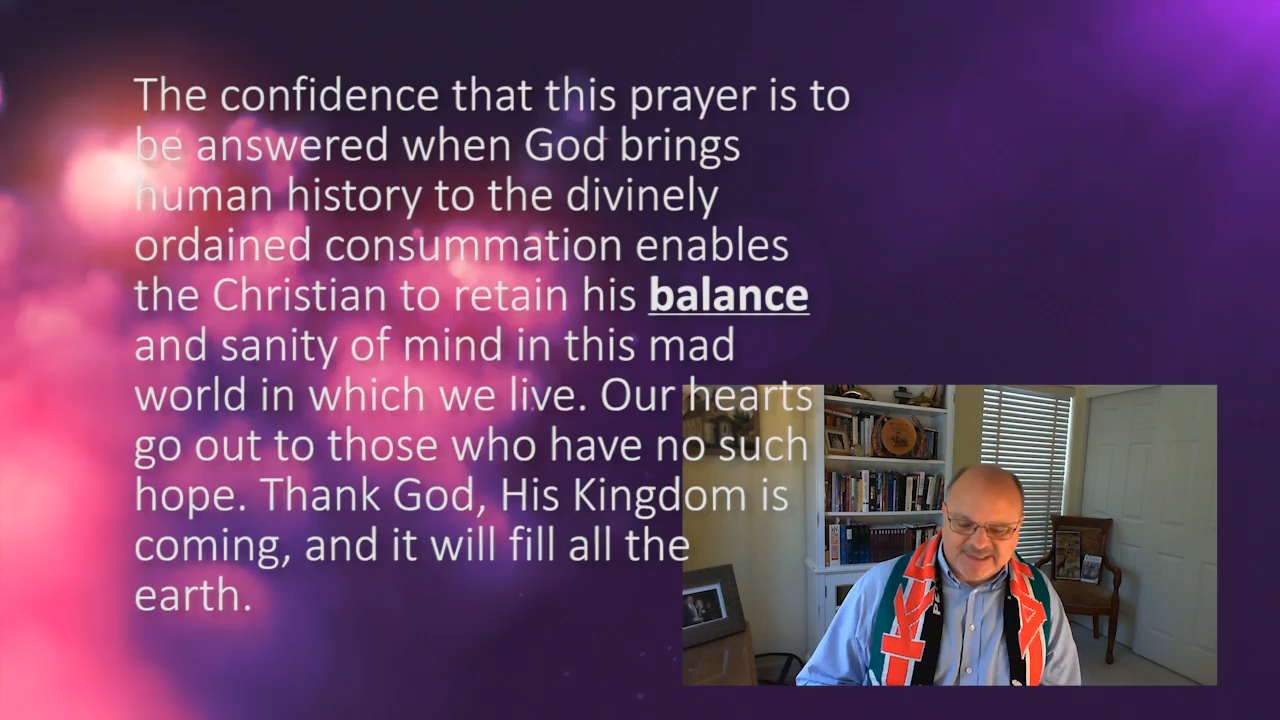 The confidence that this prayer is to
be answered when God brings
human history to the divinely
ordained consummation enables
the Christian to retain his balance
and sanity of mind in this mad
world in which we live. Our hearts
go out to those who have no such
hope. Thank God, His Kingdom is
coming, and it will fill all the
earth.